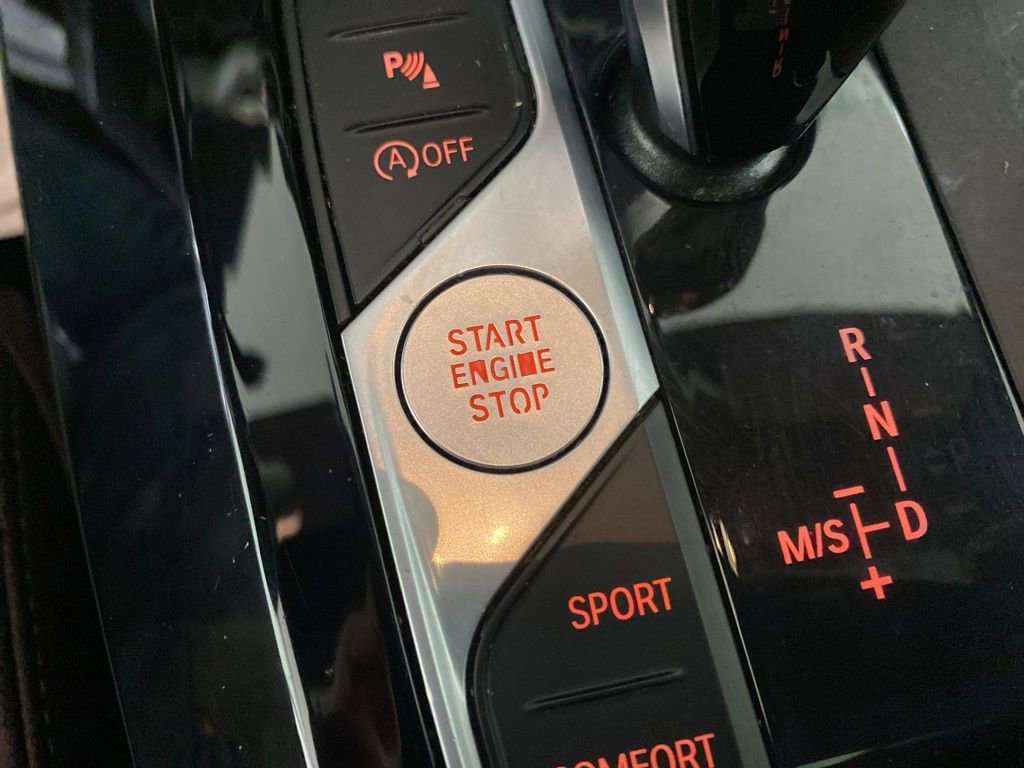 P
A OFF
START
ENGINE
STOP
R
N
M/S D
+
SPORT
COMFORT